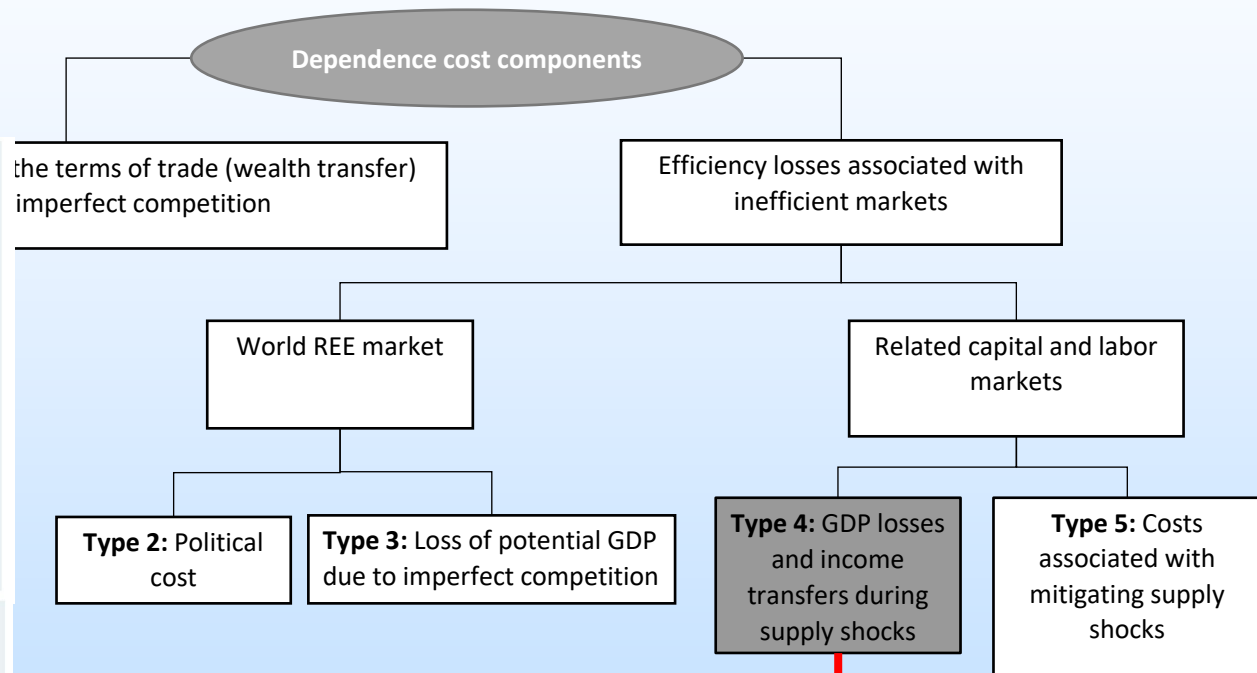 Dependence cost components
the terms of trade (wealth transfer)
imperfect competition
Efficiency losses associated with
inefficient markets
World REE market
Related capital and labor
markets
Type 2: Political
cost
Type 3: Loss of potential GDP
due to imperfect competition
Type 4: GDP losses
and income
transfers during
supply shocks
Type 5: Costs
associated with
mitigating supply
shocks